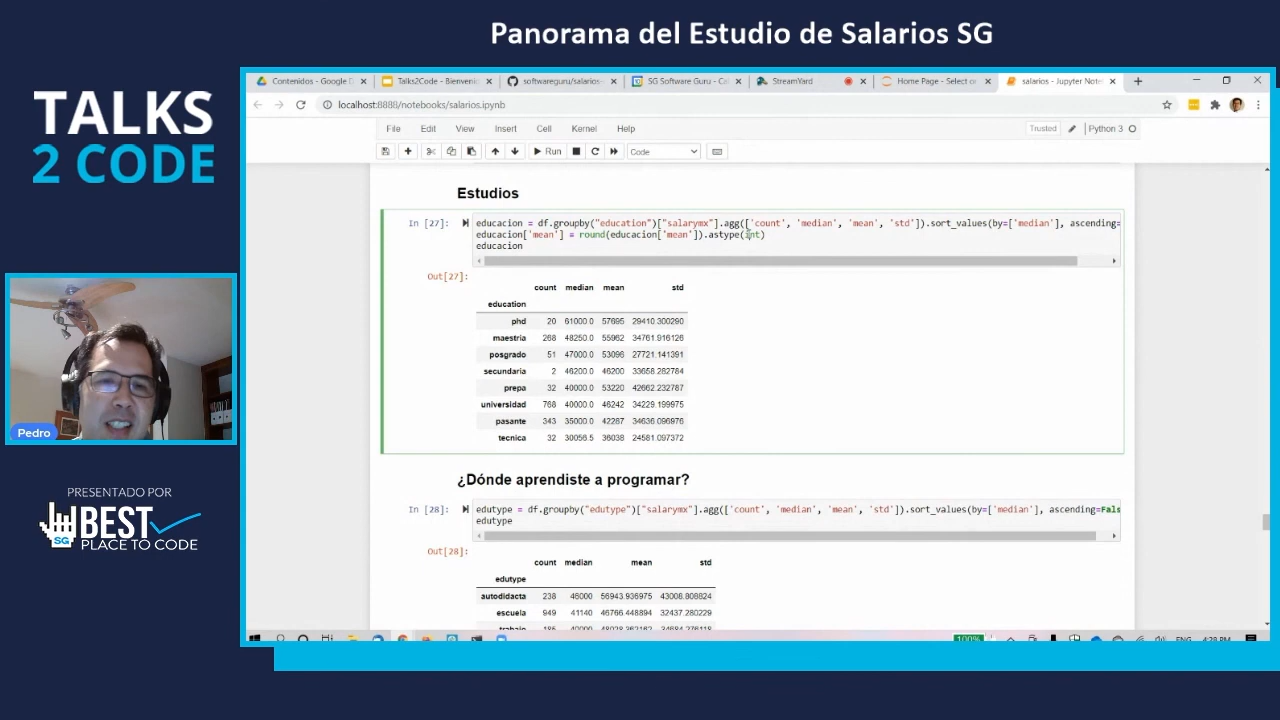 Panorama del Estudio de Salarios SG
TALKS
2 CODE
Contenidos - Google D
Talks2Code - Bienveni
softwareguru/salarios-
SG Software Guru - Ca
StreamYard
Home Page - Select or
salarios - Jupyter Note
localhost:8888/notebooks/salarios.ipynb
File Edit View Insert Cell Kernel Help
Trusted Python 3
Run Code
Estudios
In [27]: educacion = df.groupby("education")["salarymx"].agg(['count', 'median', 'mean', 'std']).sort_values(by=['median'], ascending=
educacion['mean'] = round(educacion['mean']).astype(int)
educacion
Out[27]:
count median mean std
education
phd 20 61000.0 57695 29410.300290
maestria 268 48250.0 55962 34761.916126
posgrado 51 47000.0 53096 27721.141391
secundaria 2 46200.0 46200 33658.282784
prepa 32 40000.0 53220 42662.232787
universidad 768 40000.0 46242 34229.199975
pasante 343 35000.0 42287 34636.096976
tecnica 32 30056.5 36038 24581.097372
¿Dónde aprendiste a programar?
In [28]: edutype = df.groupby("edutype")["salarymx"].agg(['count', 'median', 'mean', 'std']).sort_values(by=['median'], ascending=Fals
edutype
Out[28]:
count median mean std
edutype
autodidacta 238 46000 56943.936975 43008.808824
escuela 949 41140 46766.448894 32437.280229
Pedro
PRESENTADO POR
SG
BEST
PLACE TO CODE
100%
ENG 4:28 PM